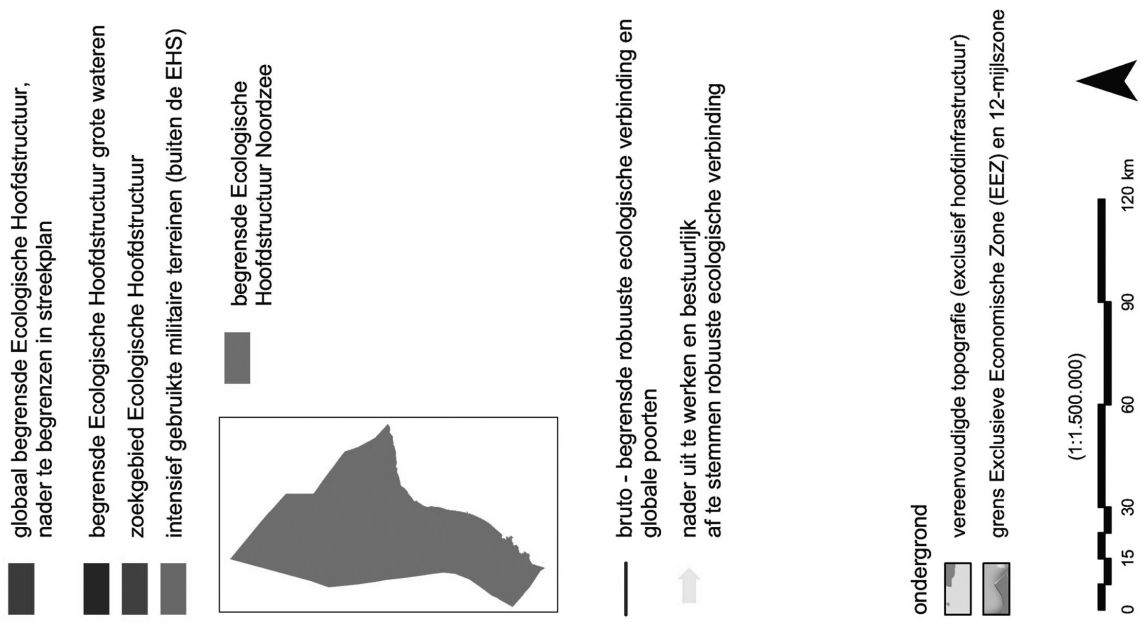 globaal begrensde Ecologische Hoofdstructuur,
nader te begrenzen in streekplan
begrensde Ecologische Hoofdstructuur grote wateren
zoekgebied Ecologische Hoofdstructuur
intensief gebruikte militaire terreinen (buiten de EHS)
begrensde Ecologische
Hoofdstructuur Noordzee
bruto - begrensde robuuste ecologische verbinding en
globale poorten
nader uit te werken en bestuurlijk
af te stemmen robuuste ecologische verbinding
ondergrond
vereenvoudigde topografie (exclusief hoofdinfrastructuur)
grens Exclusieve Economische Zone (EEZ) en 12-mijlszone
(1:1.500.000)
0 15 30 60 90 120 km